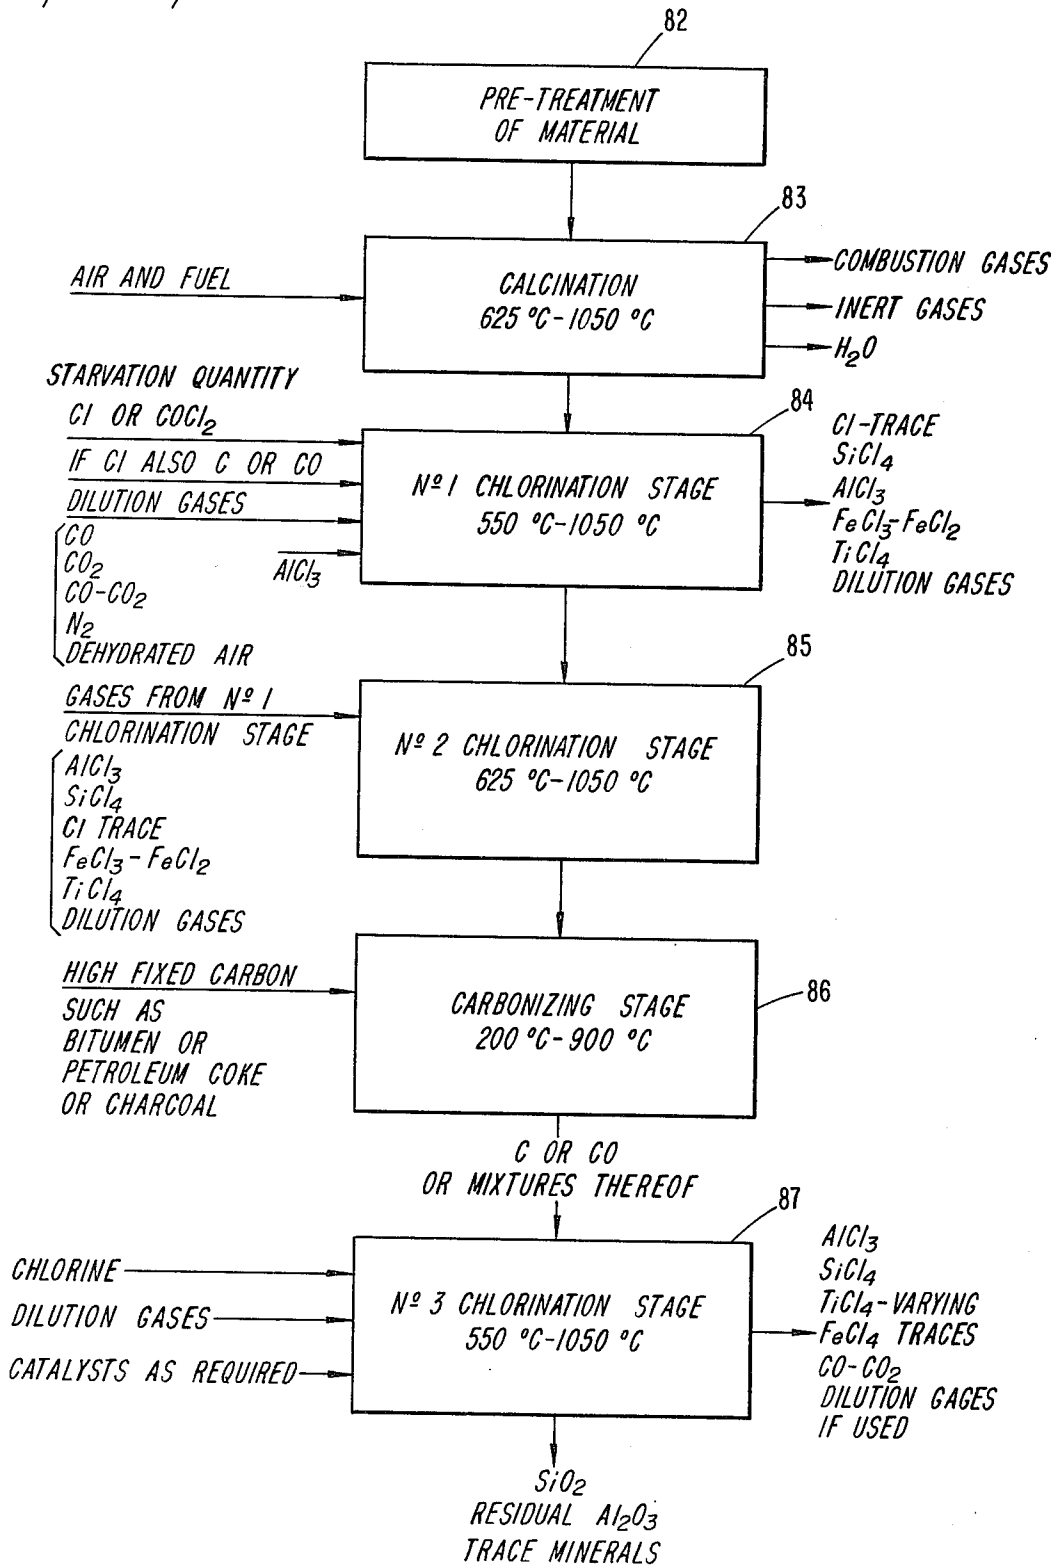 82
PRE-TREATMENT
OF MATERIAL
83
AIR AND FUEL
CALCINATION
625 °C-1050 °C
COMBUSTION GASES
INERT GASES
H2O
STARVATION QUANTITY
Cl OR COCl2
IF Cl ALSO C OR CO
DILUTION GASES
CO
CO2
CO-CO2
N2
DEHYDRATED AIR
AlCl3
84
Nº 1 CHLORINATION STAGE
550 °C-1050 °C
Cl-TRACE
SiCl4
AlCl3
FeCl3-FeCl2
TiCl4
DILUTION GASES
85
GASES FROM Nº 1
CHLORINATION STAGE
AlCl3
SiCl4
Cl TRACE
FeCl3-FeCl2
TiCl4
DILUTION GASES
Nº 2 CHLORINATION STAGE
625 °C-1050 °C
86
HIGH FIXED CARBON
SUCH AS
BITUMEN OR
PETROLEUM COKE
OR CHARCOAL
CARBONIZING STAGE
200 °C-900 °C
C OR CO
OR MIXTURES THEREOF
87
CHLORINE
DILUTION GASES
CATALYSTS AS REQUIRED
Nº 3 CHLORINATION STAGE
550 °C-1050 °C
AlCl3
SiCl4
TiCl4-VARYING
FeCl4 TRACES
CO-CO2
DILUTION GAGES
IF USED
SiO2
RESIDUAL Al2O3
TRACE MINERALS